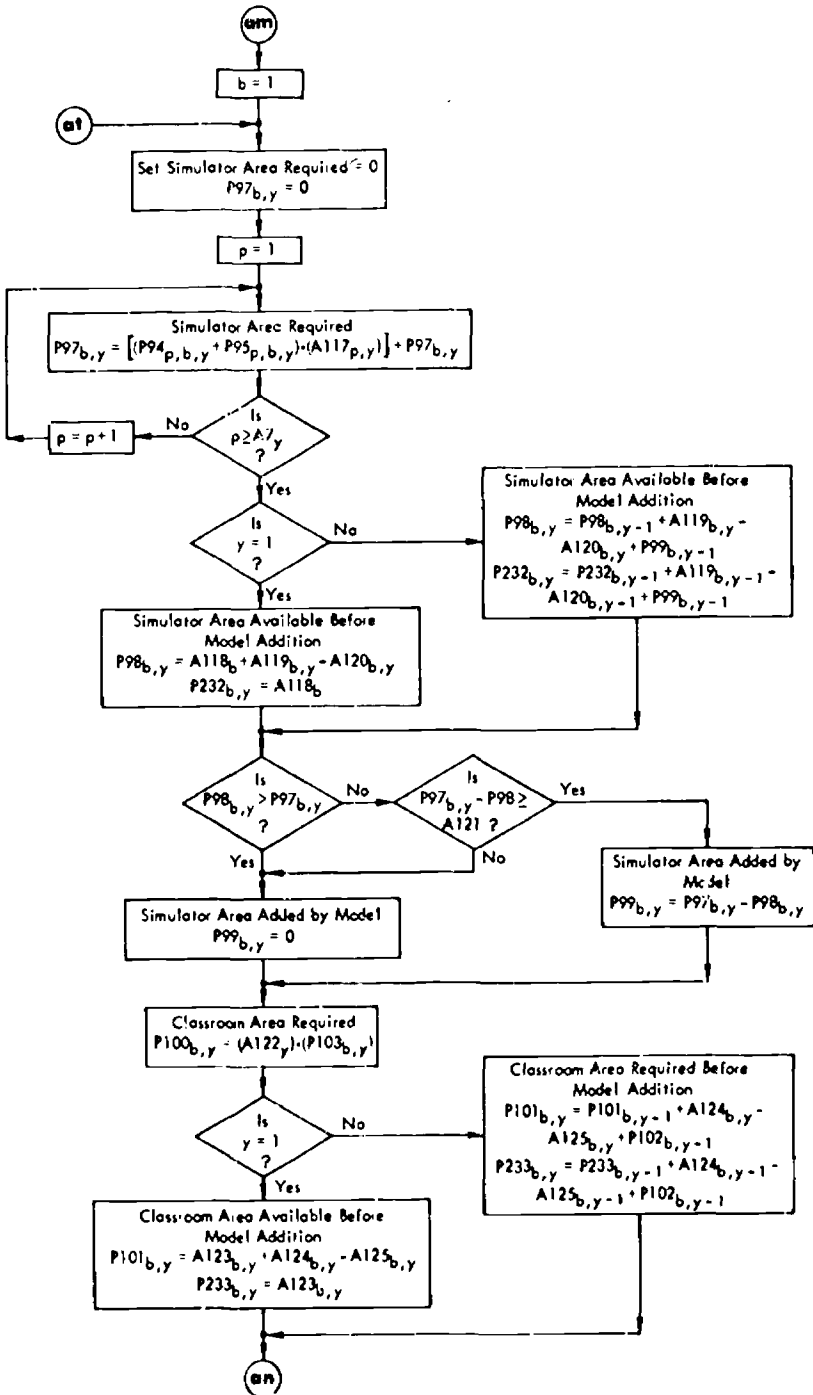 am
b = 1
at
Set Simulator Area Required = 0
P97b,y = 0
p = 1
Simulator Area Required
P97b,y = [(P94p,b,y + P95p,b,y)·(A117p,y)] + P97b,y
Is
p ≥ A7y
?
No
p = p+1
Yes
Is
y = 1
?
No
Simulator Area Available Before
Model Addition
P98b,y = P98b,y-1 + A119b,y -
A120b,y + P99b,y-1
P232b,y = P232b,y-1 + A119b,y-1 -
A120b,y-1 + P99b,y-1
Yes
Simulator Area Available Before
Model Addition
P98b,y = A118b + A119b,y - A120b,y
P232b,y = A118b
Is
P98b,y > P97b,y
?
No
Is
P97b,y - P98 ≥
A121 ?
Yes
Yes
No
Simulator Area Added by
Model
P99b,y = P97b,y - P98b,y
Simulator Area Added by Model
P99b,y = 0
Classroom Area Required
P100b,y = (A122y)·(P103b,y)
Is
y = 1
?
No
Classroom Area Required Before
Model Addition
P101b,y = P101b,y-1 + A124b,y -
A125b,y + P102b,y-1
P233b,y = P233b,y-1 + A124b,y-1 -
A125b,y-1 + P102b,y-1
Yes
Classroom Area Available Before
Model Addition
P101b,y = A123b,y + A124b,y - A125b,y
P233b,y = A123b,y
an